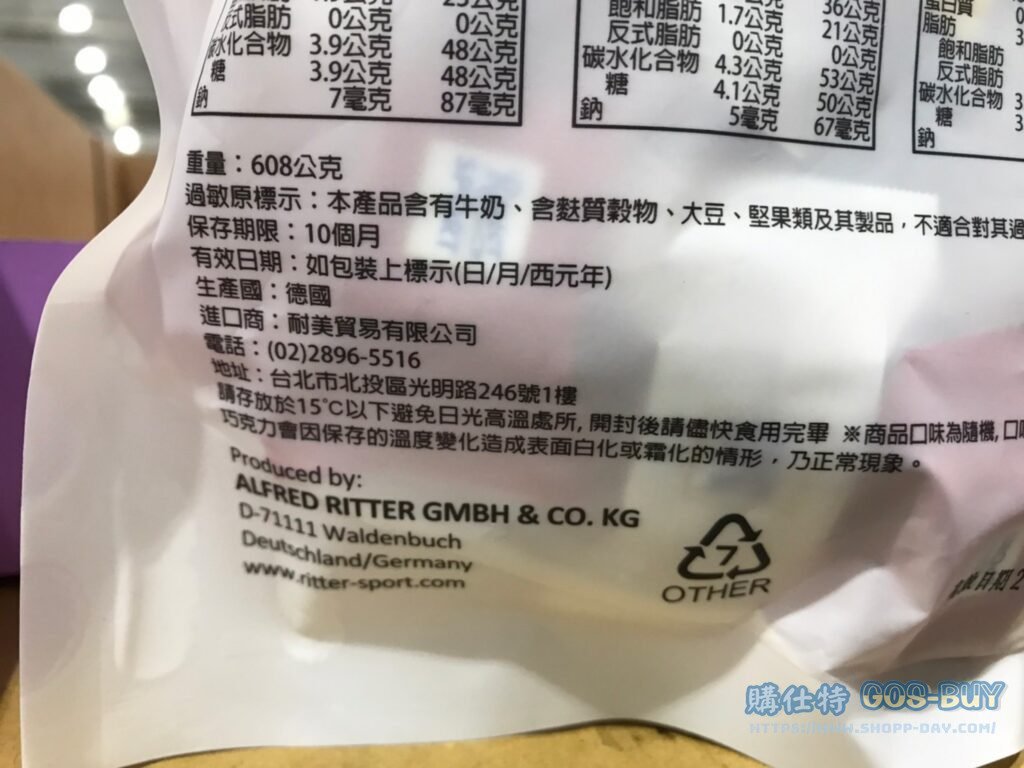 反式脂肪 0公克 0公克
碳水化合物 3.9公克 48公克
糖 3.9公克 48公克
鈉 7毫克 87毫克
飽和脂肪 1.7公克 21公克
反式脂肪 0公克 0公克
碳水化合物 4.3公克 53公克
糖 4.1公克 50公克
鈉 5毫克 67毫克
蛋白質
脂肪
飽和脂肪
反式脂肪
碳水化合物
糖
鈉
重量：608公克
過敏原標示：本產品含有牛奶、含麩質穀物、大豆、堅果類及其製品，不適合對其過
保存期限：10個月
有效日期：如包裝上標示(日/月/西元年)
生產國：德國
進口商：耐美貿易有限公司
電話：(02)2896-5516
地址：台北市北投區光明路246號1樓
請存放於15℃以下避免日光高溫處所, 開封後請儘快食用完畢 ※商品口味為隨機, 口
巧克力會因保存的溫度變化造成表面白化或霜化的情形，乃正常現象。
Produced by:
ALFRED RITTER GMBH & CO. KG
D-71111 Waldenbuch
Deutschland/Germany
www.ritter-sport.com
7
OTHER
購仕特 GOS-BUY
HTTPS://WWW.SHOPP-DAY.COM/